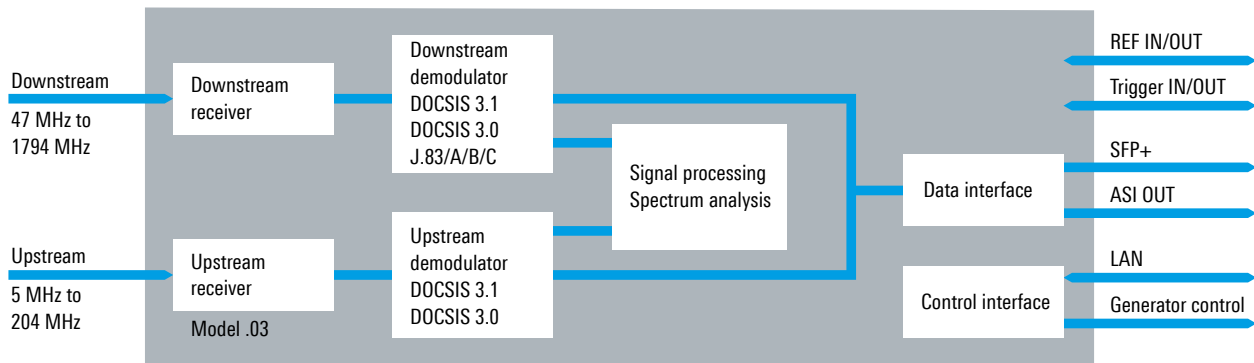 Downstream
47 MHz to
1794 MHz
Downstream
receiver
Downstream
demodulator
DOCSIS 3.1
DOCSIS 3.0
J.83/A/B/C
Signal processing
Spectrum analysis
Upstream
5 MHz to
204 MHz
Upstream
receiver
Model .03
Upstream
demodulator
DOCSIS 3.1
DOCSIS 3.0
Data interface
Control interface
REF IN/OUT
Trigger IN/OUT
SFP+
ASI OUT
LAN
Generator control